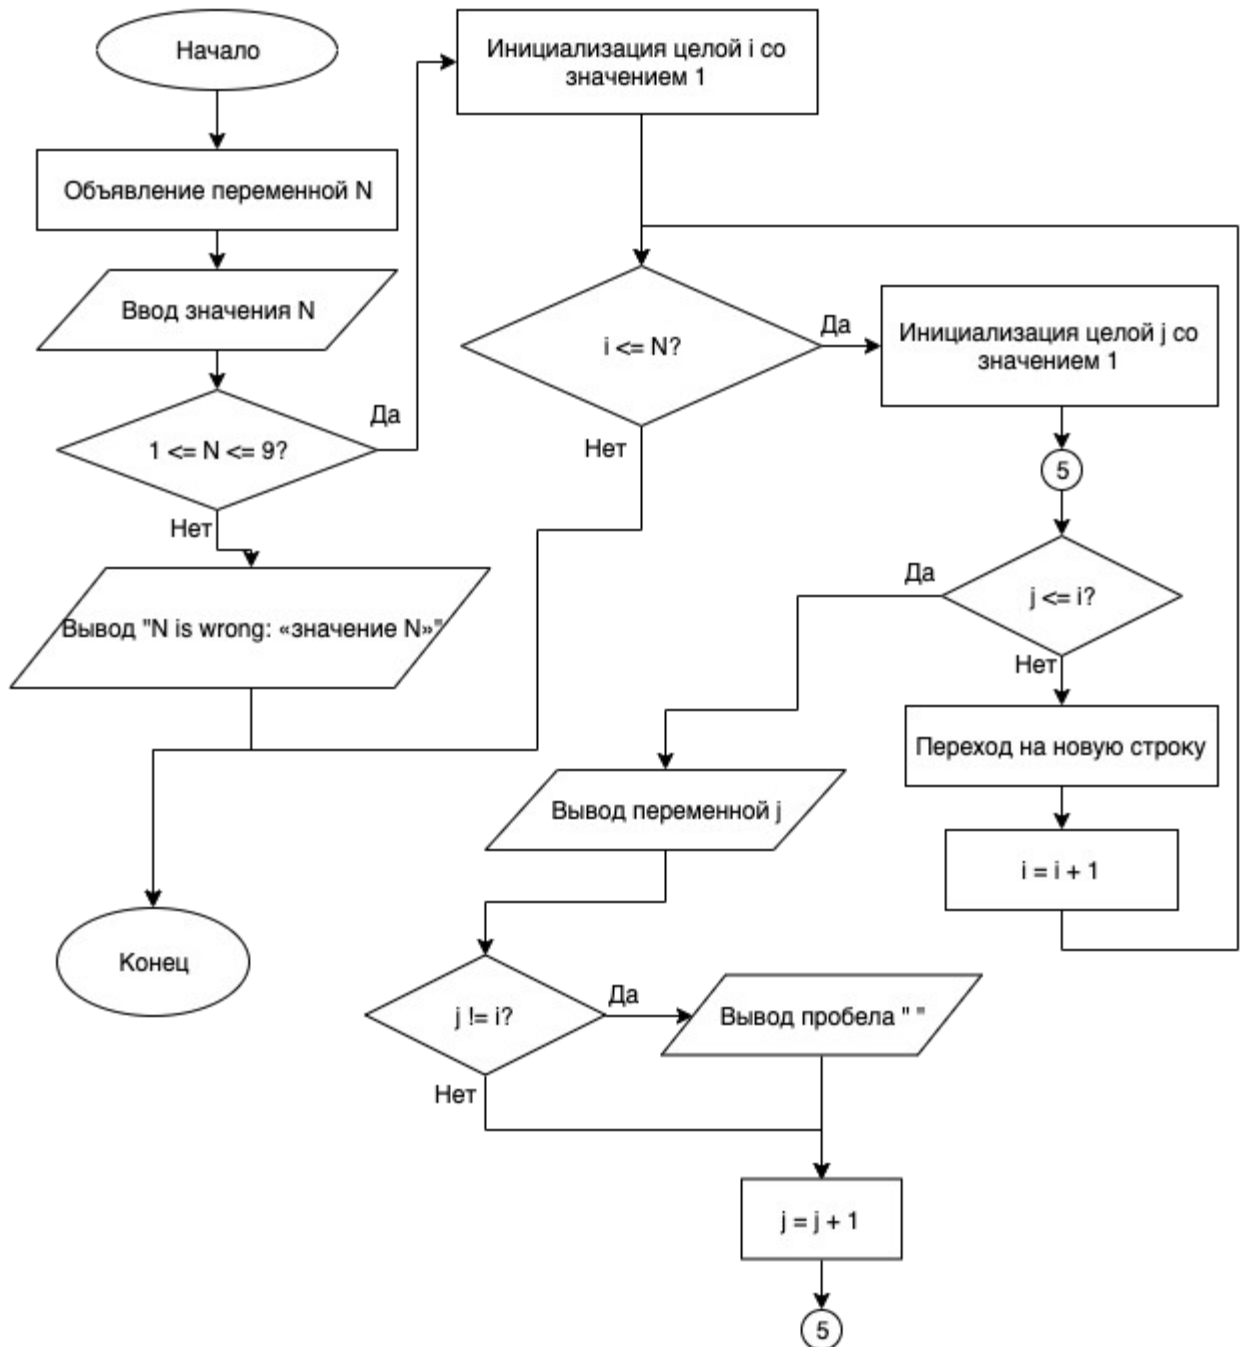 Начало
Объявление переменной N
Ввод значения N
1 <= N <= 9?
Да
Нет
Вывод "N is wrong: «значение N»"
Инициализация целой i со
значением 1
i <= N?
Да
Нет
Инициализация целой j со
значением 1
5
j <= i?
Да
Нет
Переход на новую строку
i = i + 1
Вывод переменной j
j != i?
Да
Нет
Вывод пробела " "
j = j + 1
5
Конец